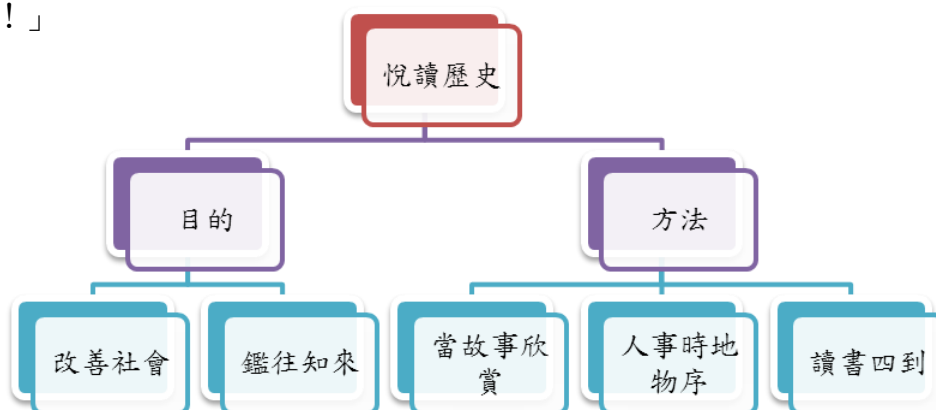 ！」
悅讀歷史
目的
方法
改善社會
鑑往知來
當故事欣
賞
人事時地
物序
讀書四到